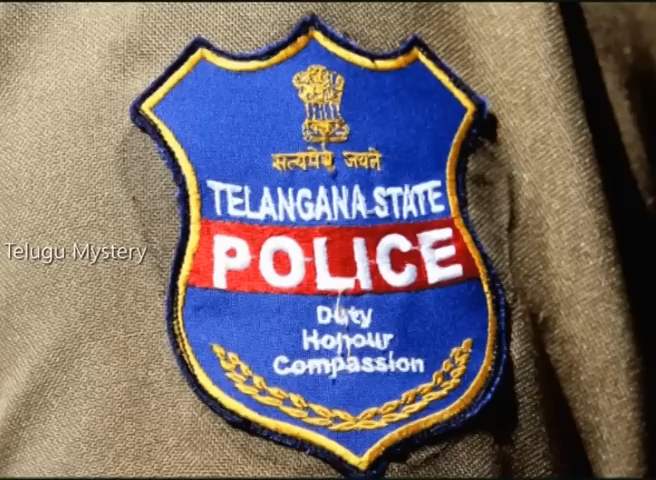 सत्यमेव जयते
TELANGANA STATE
POLICE
Telugu Mystery
Duty
Honour
Compassion